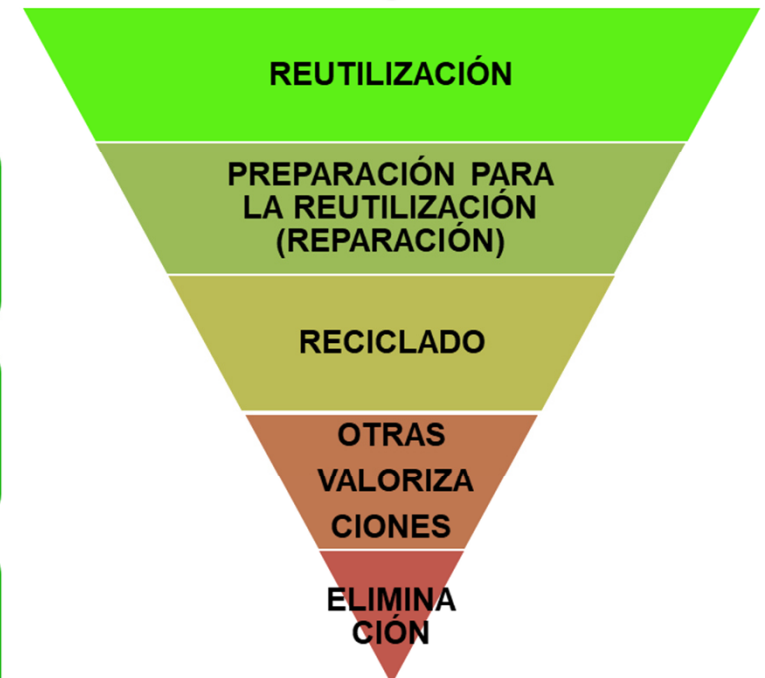 REUTILIZACIÓN
PREPARACIÓN PARA
LA REUTILIZACIÓN
(REPARACIÓN)
RECICLADO
OTRAS
VALORIZA
CIONES
ELIMINA
CIÓN